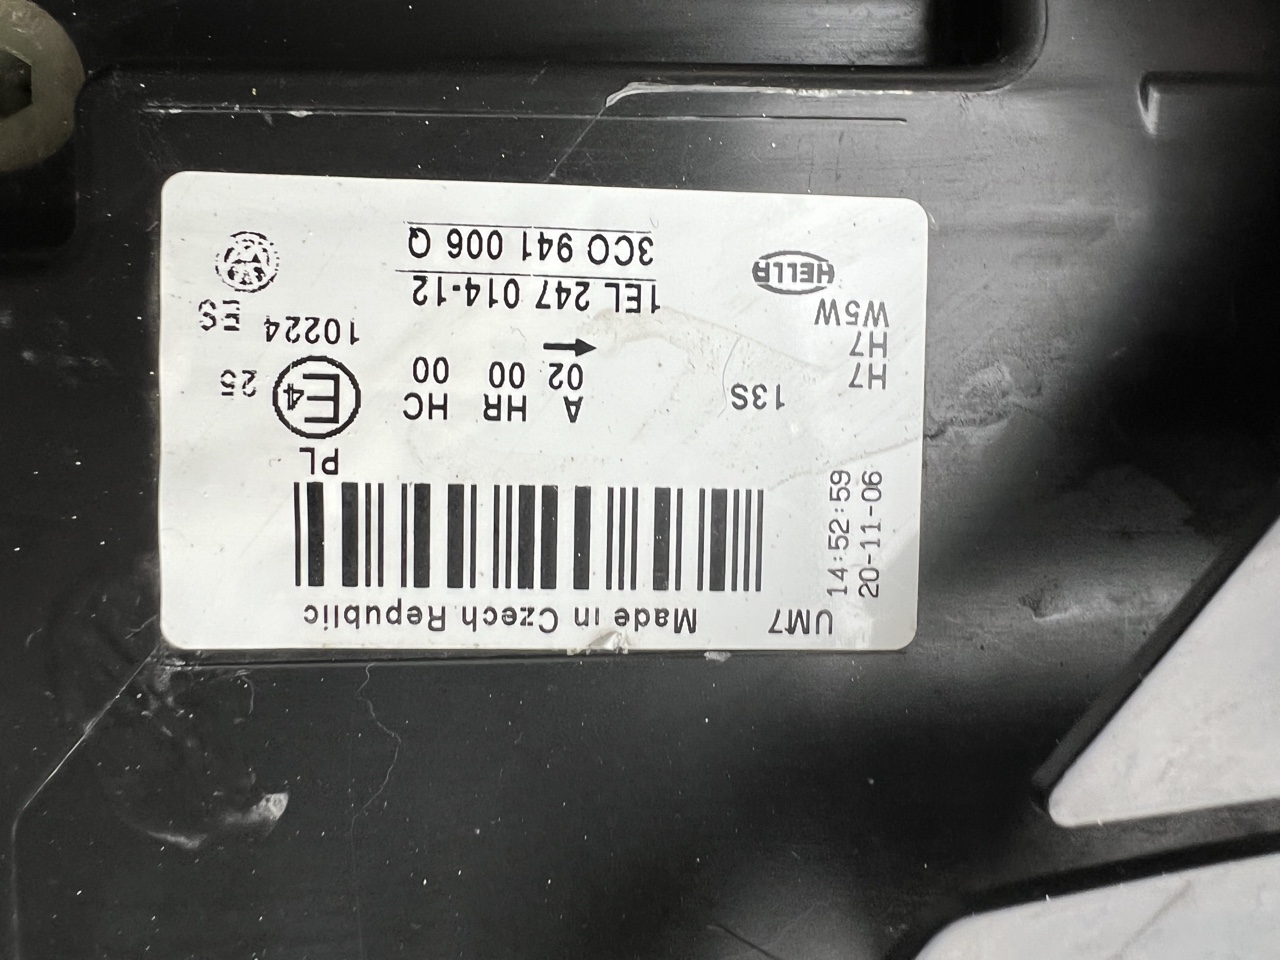 UM7 Made in Czech Republic
20-11-06
14:52:59
PL
13S A HR HC
H7 02 00 00 E4 25
H7
W5W 10224
1EL 247 014-12
HELLA 3C0 941 006 Q